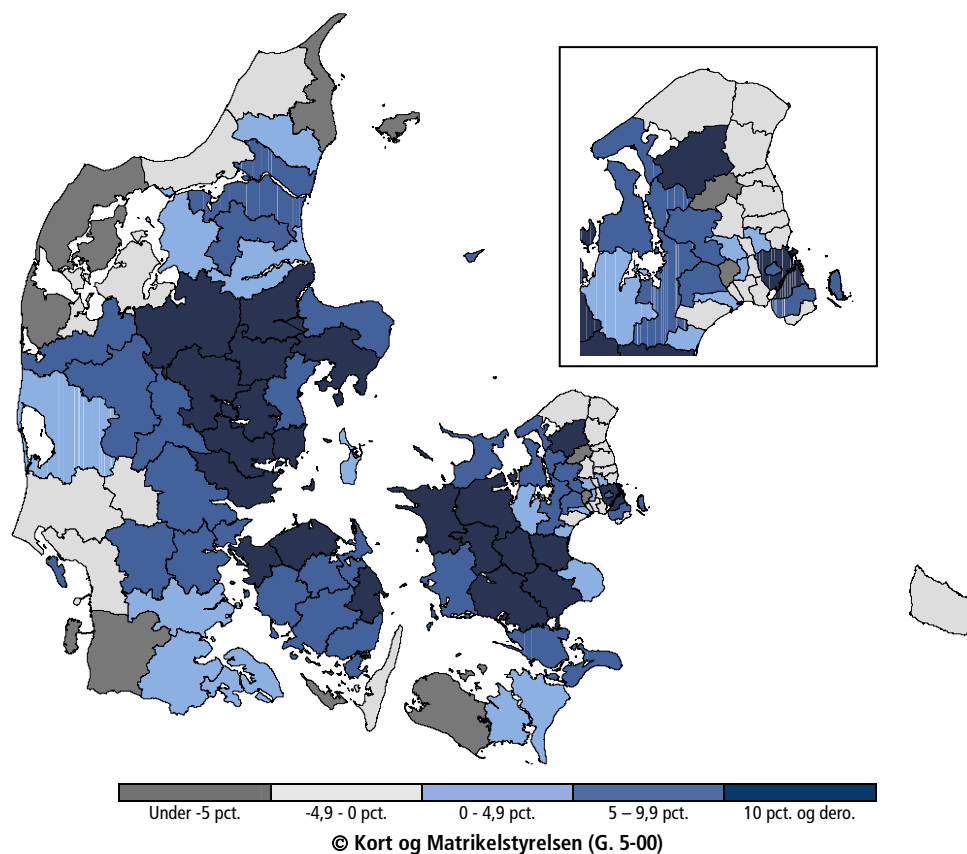 Under -5 pct. -4,9 - 0 pct. 0 - 4,9 pct. 5 – 9,9 pct. 10 pct. og dero.
© Kort og Matrikelstyrelsen (G. 5-00)